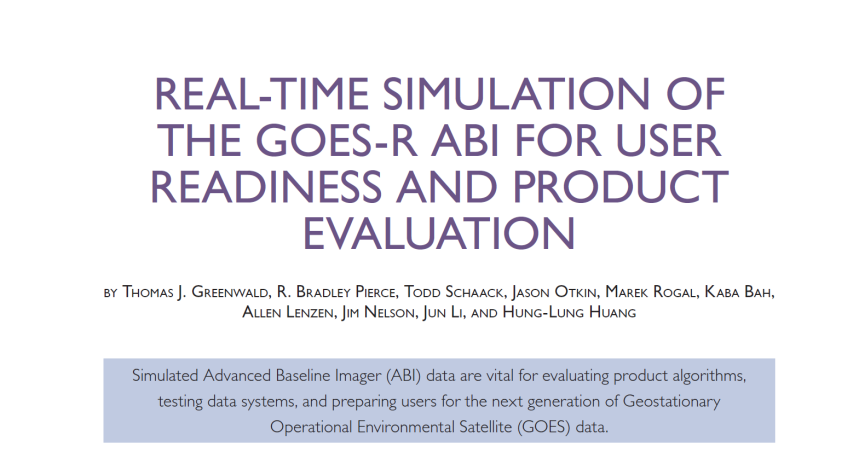 REAL-TIME SIMULATION OF
THE GOES-R ABI FOR USER
READINESS AND PRODUCT
EVALUATION
BY THOMAS J. GREENWALD, R. BRADLEY PIERCE, TODD SCHAACK, JASON OTKIN, MAREK ROGAL, KABA BAH,
ALLEN LENZEN, JIM NELSON, JUN LI, AND HUNG-LUNG HUANG
Simulated Advanced Baseline Imager (ABI) data are vital for evaluating product algorithms,
testing data systems, and preparing users for the next generation of Geostationary
Operational Environmental Satellite (GOES) data.